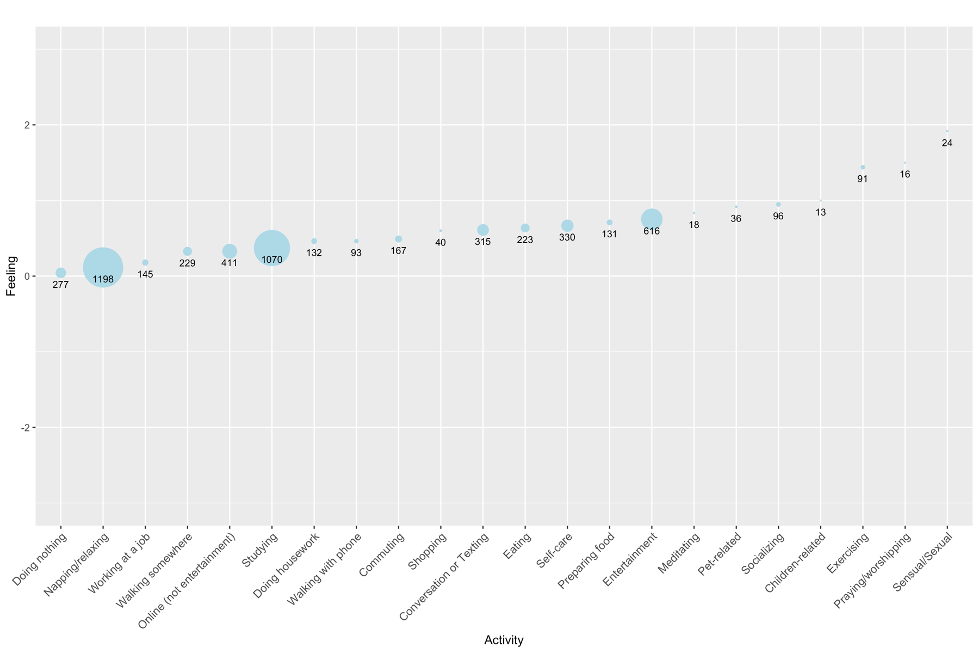 2
0
-2
Feeling
277
1198
145
229
411
1070
132
93
167
40
315
223
330
131
616
18
36
96
13
91
16
24
Doing nothing
Napping/relaxing
Working at a job
Walking somewhere
Online (not entertainment)
Studying
Doing housework
Walking with phone
Commuting
Shopping
Conversation or Texting
Eating
Self-care
Preparing food
Entertainment
Meditating
Pet-related
Socializing
Children-related
Exercising
Praying/worshipping
Sensual/Sexual
Activity